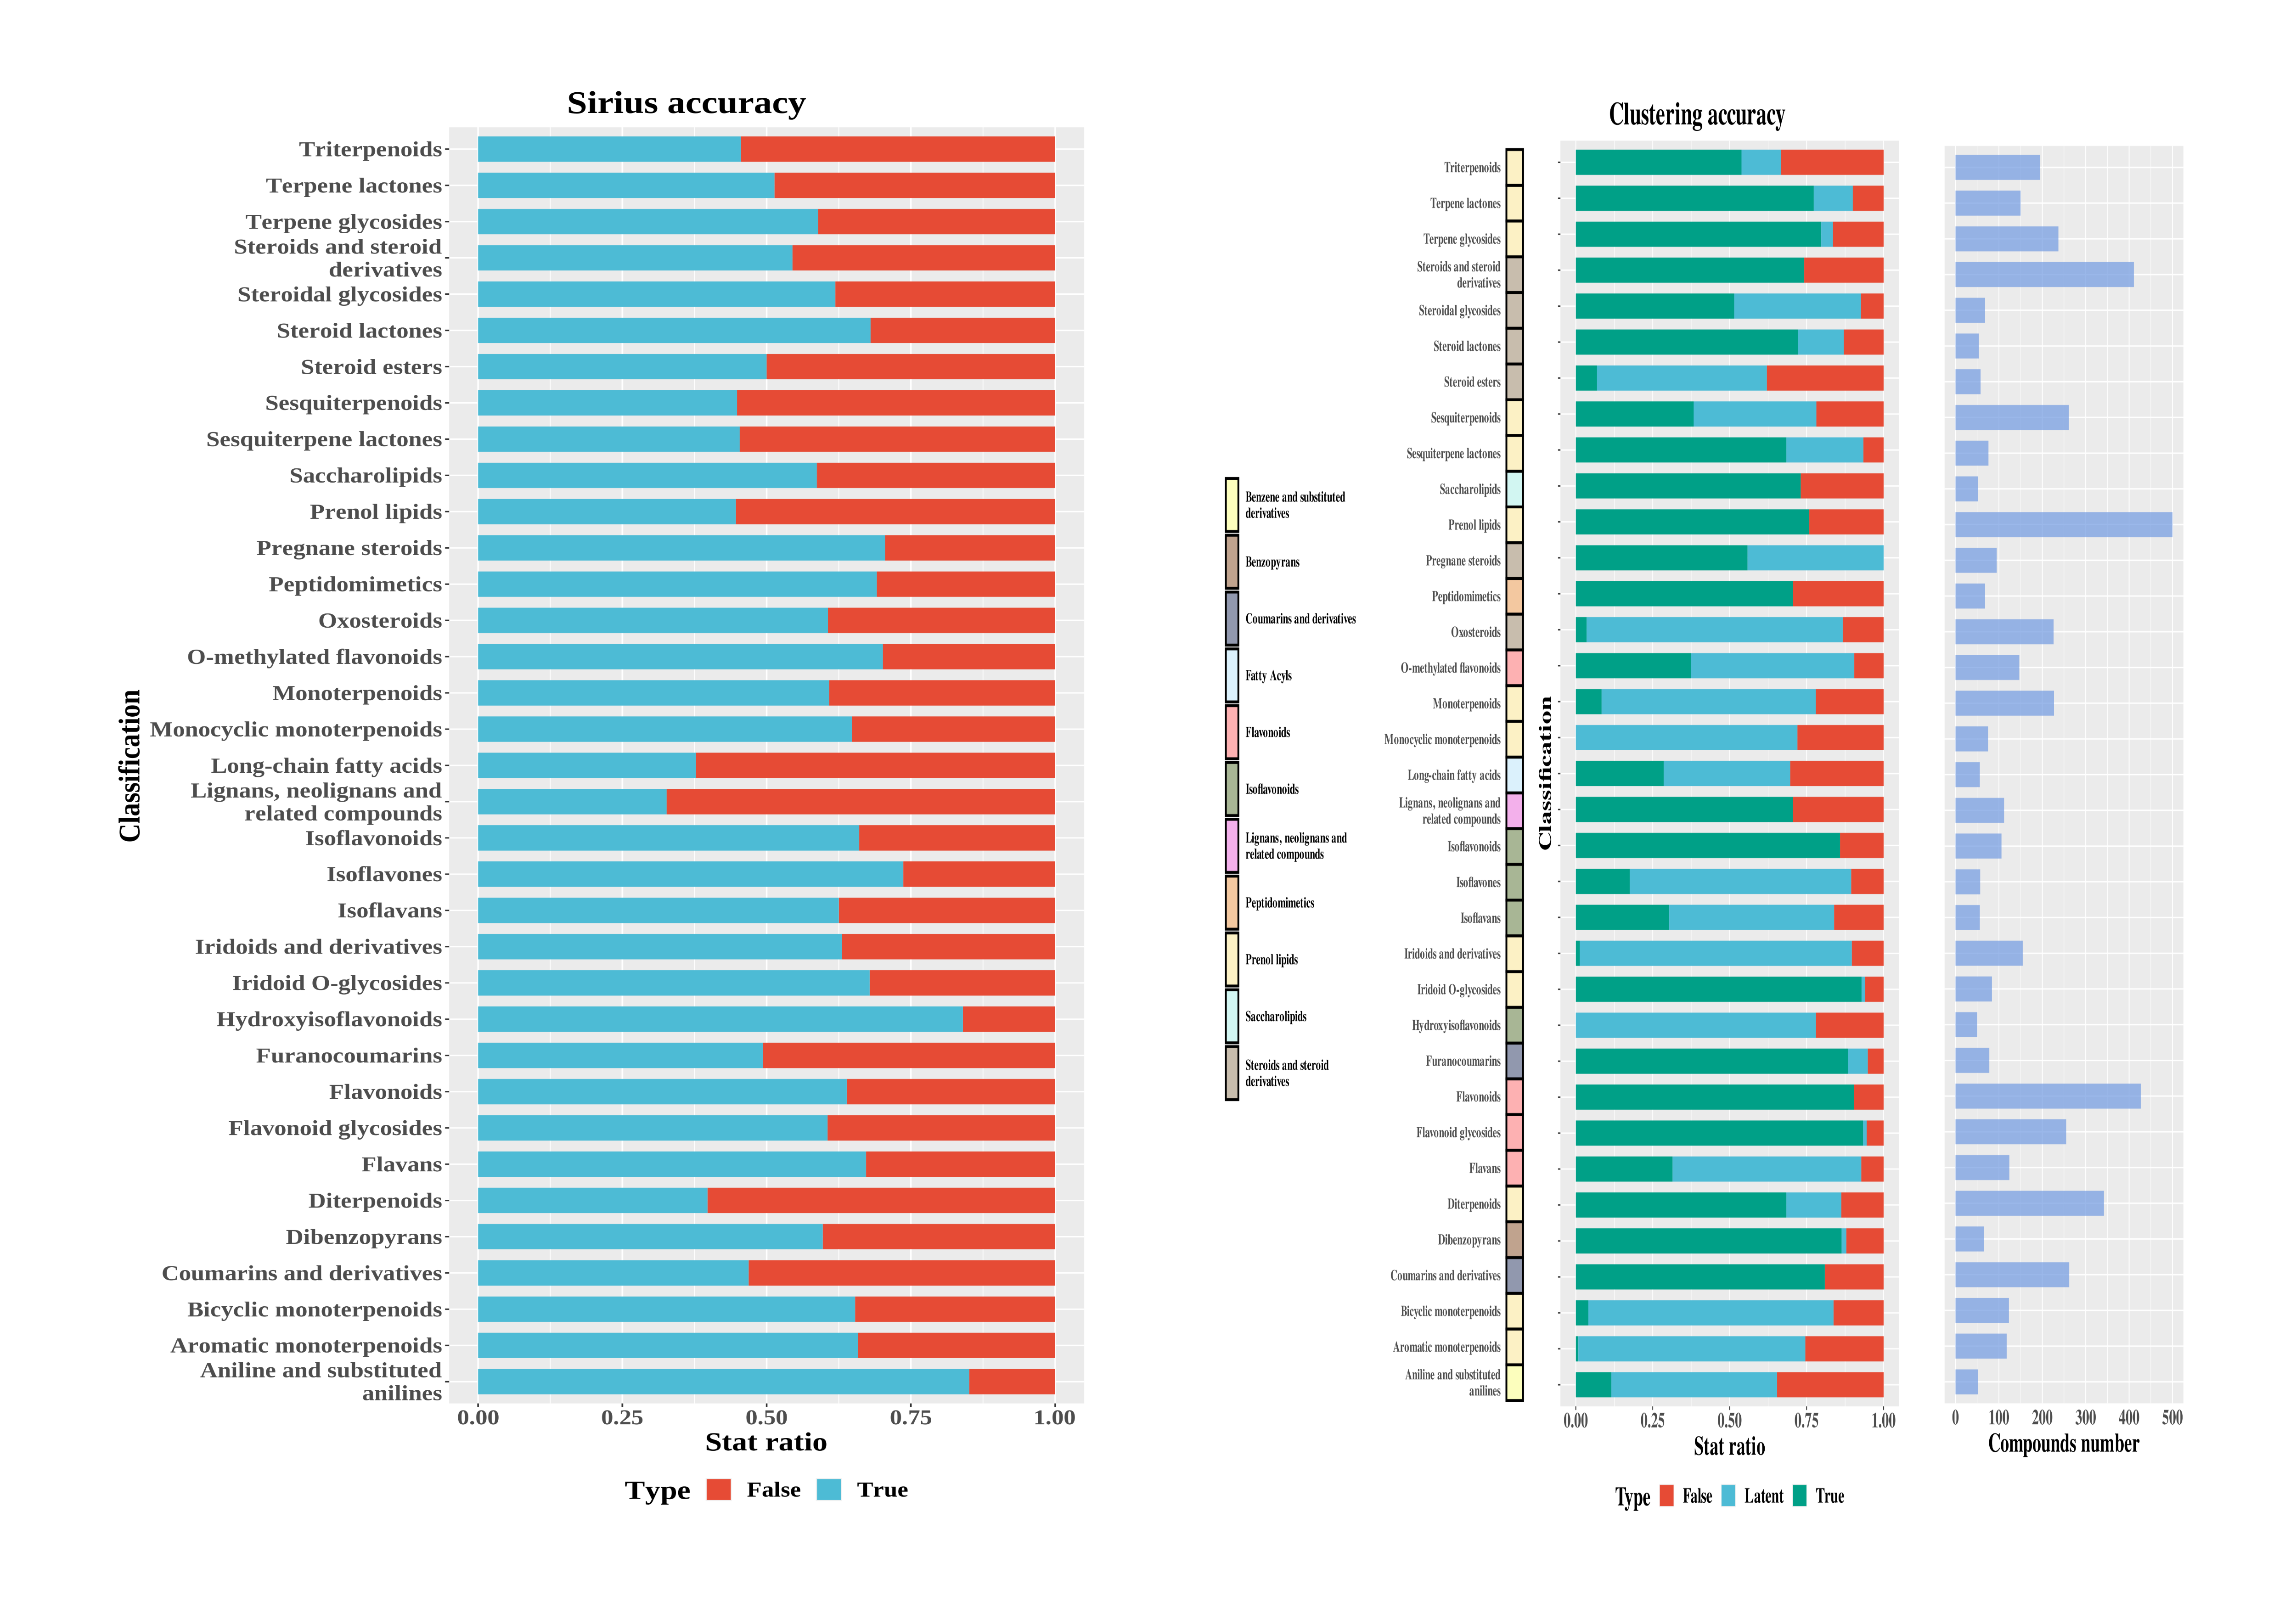 Sirius accuracy
Classification
Triterpenoids
Terpene lactones
Terpene glycosides
Steroids and steroid
derivatives
Steroidal glycosides
Steroid lactones
Steroid esters
Sesquiterpenoids
Sesquiterpene lactones
Saccharolipids
Prenol lipids
Pregnane steroids
Peptidomimetics
Oxosteroids
O-methylated flavonoids
Monoterpenoids
Monocyclic monoterpenoids
Long-chain fatty acids
Lignans, neolignans and
related compounds
Isoflavonoids
Isoflavones
Isoflavans
Iridoids and derivatives
Iridoid O-glycosides
Hydroxyisoflavonoids
Furanocoumarins
Flavonoids
Flavonoid glycosides
Flavans
Diterpenoids
Dibenzopyrans
Coumarins and derivatives
Bicyclic monoterpenoids
Aromatic monoterpenoids
Aniline and substituted
anilines
0.00 0.25 0.50 0.75 1.00
Stat ratio
Type False True
Benzene and substituted
derivatives
Benzopyrans
Coumarins and derivatives
Fatty Acyls
Flavonoids
Isoflavonoids
Lignans, neolignans and
related compounds
Peptidomimetics
Prenol lipids
Saccharolipids
Steroids and steroid
derivatives
Clustering accuracy
Triterpenoids
Terpene lactones
Terpene glycosides
Steroids and steroid
derivatives
Steroidal glycosides
Steroid lactones
Steroid esters
Sesquiterpenoids
Sesquiterpene lactones
Saccharolipids
Prenol lipids
Pregnane steroids
Peptidomimetics
Oxosteroids
O-methylated flavonoids
Monoterpenoids
Monocyclic monoterpenoids
Long-chain fatty acids
Lignans, neolignans and
related compounds
Isoflavonoids
Isoflavones
Isoflavans
Iridoids and derivatives
Iridoid O-glycosides
Hydroxyisoflavonoids
Furanocoumarins
Flavonoids
Flavonoid glycosides
Flavans
Diterpenoids
Dibenzopyrans
Coumarins and derivatives
Bicyclic monoterpenoids
Aromatic monoterpenoids
Aniline and substituted
anilines
Classification
0.00 0.25 0.50 0.75 1.00
Stat ratio
Type False Latent True
0 100 200 300 400 500
Compounds number